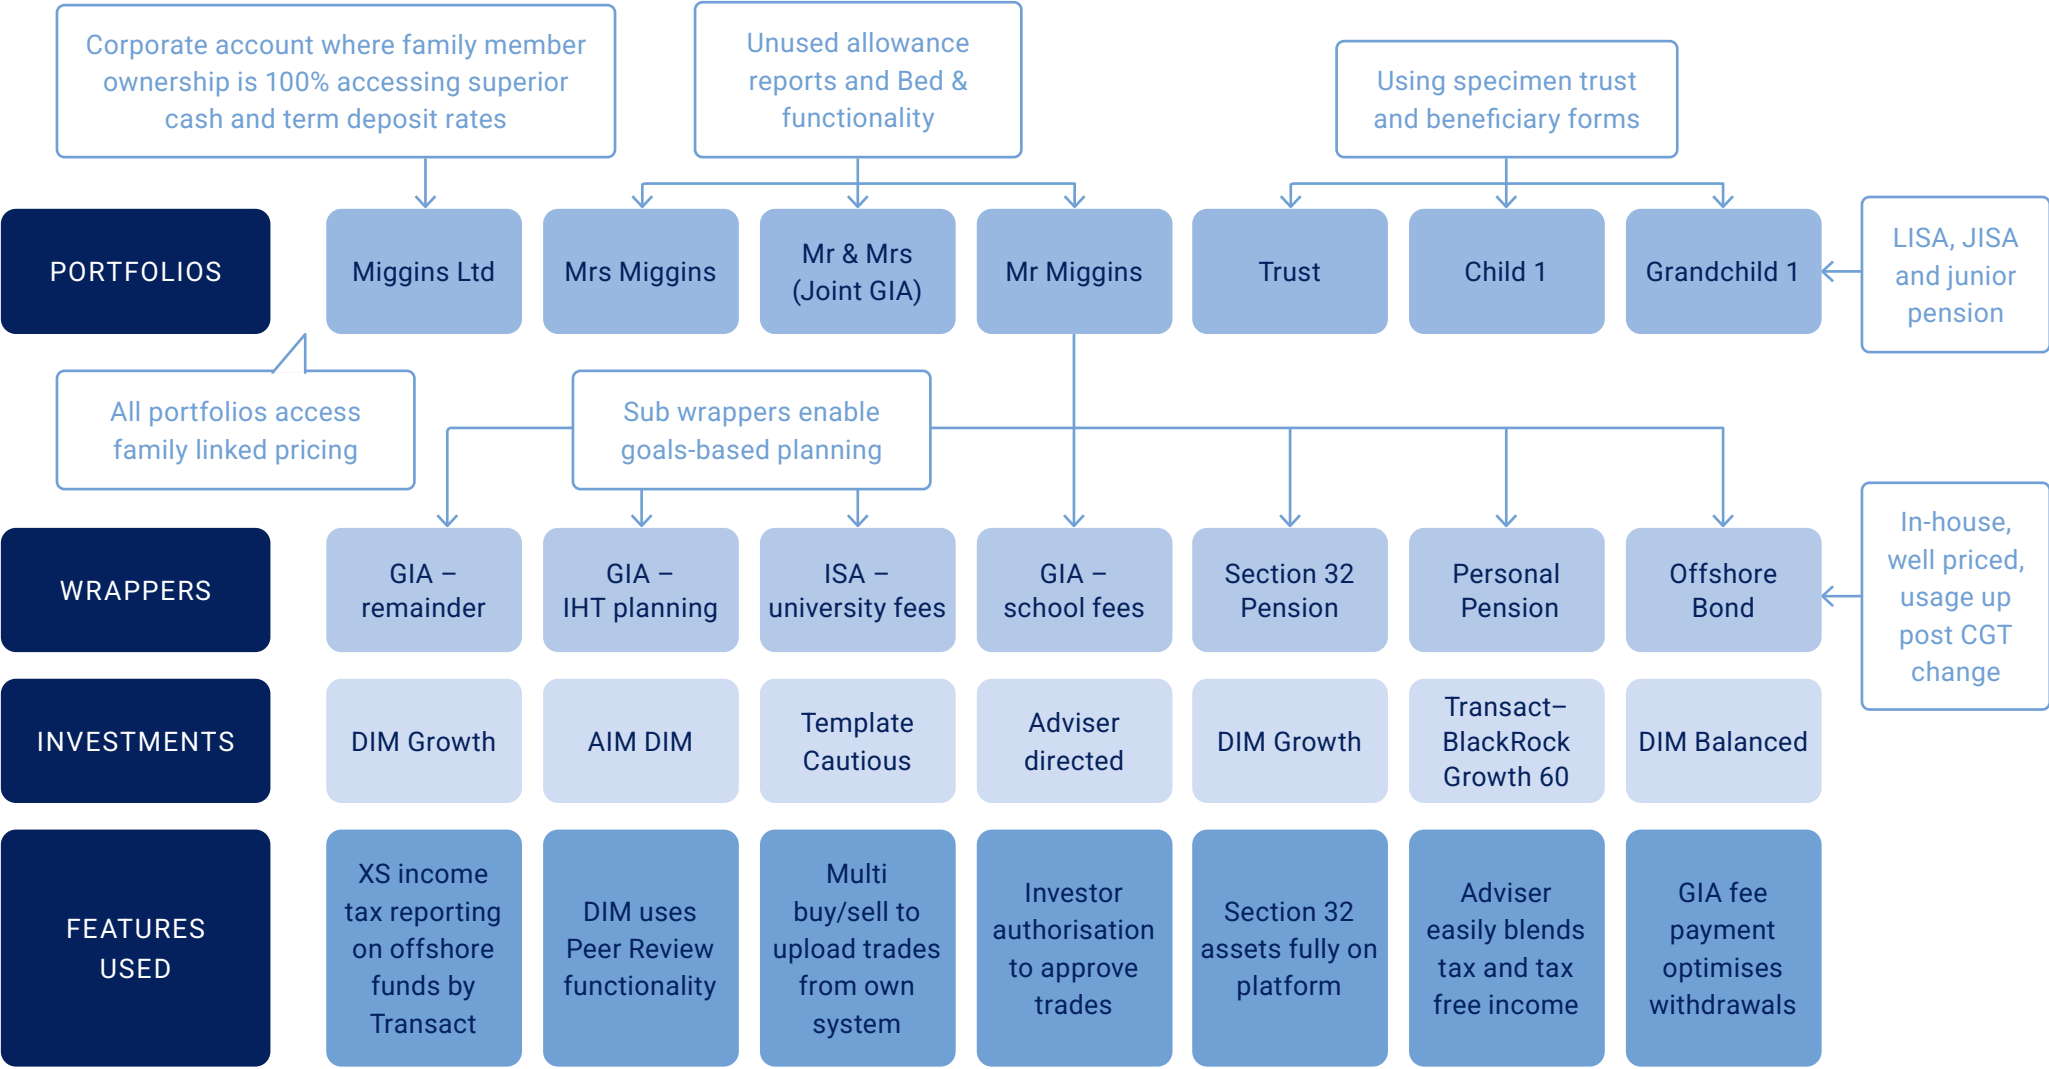 Corporate account where family member
ownership is 100% accessing superior
cash and term deposit rates
Unused allowance
reports and Bed &
functionality
Using specimen trust
and beneficiary forms
PORTFOLIOS
Miggins Ltd
Mrs Miggins
Mr & Mrs
(Joint GIA)
Mr Miggins
Trust
Child 1
Grandchild 1
LISA, JISA
and junior
pension
All portfolios access
family linked pricing
Sub wrappers enable
goals-based planning
WRAPPERS
GIA –
remainder
GIA –
IHT planning
ISA –
university fees
GIA –
school fees
Section 32
Pension
Personal
Pension
Offshore
Bond
In-house,
well priced,
usage up
post CGT
change
INVESTMENTS
DIM Growth
AIM DIM
Template
Cautious
Adviser
directed
DIM Growth
Transact–
BlackRock
Growth 60
DIM Balanced
FEATURES
USED
XS income
tax reporting
on offshore
funds by
Transact
DIM uses
Peer Review
functionality
Multi
buy/sell to
upload trades
from own
system
Investor
authorisation
to approve
trades
Section 32
assets fully on
platform
Adviser
easily blends
tax and tax
free income
GIA fee
payment
optimises
withdrawals